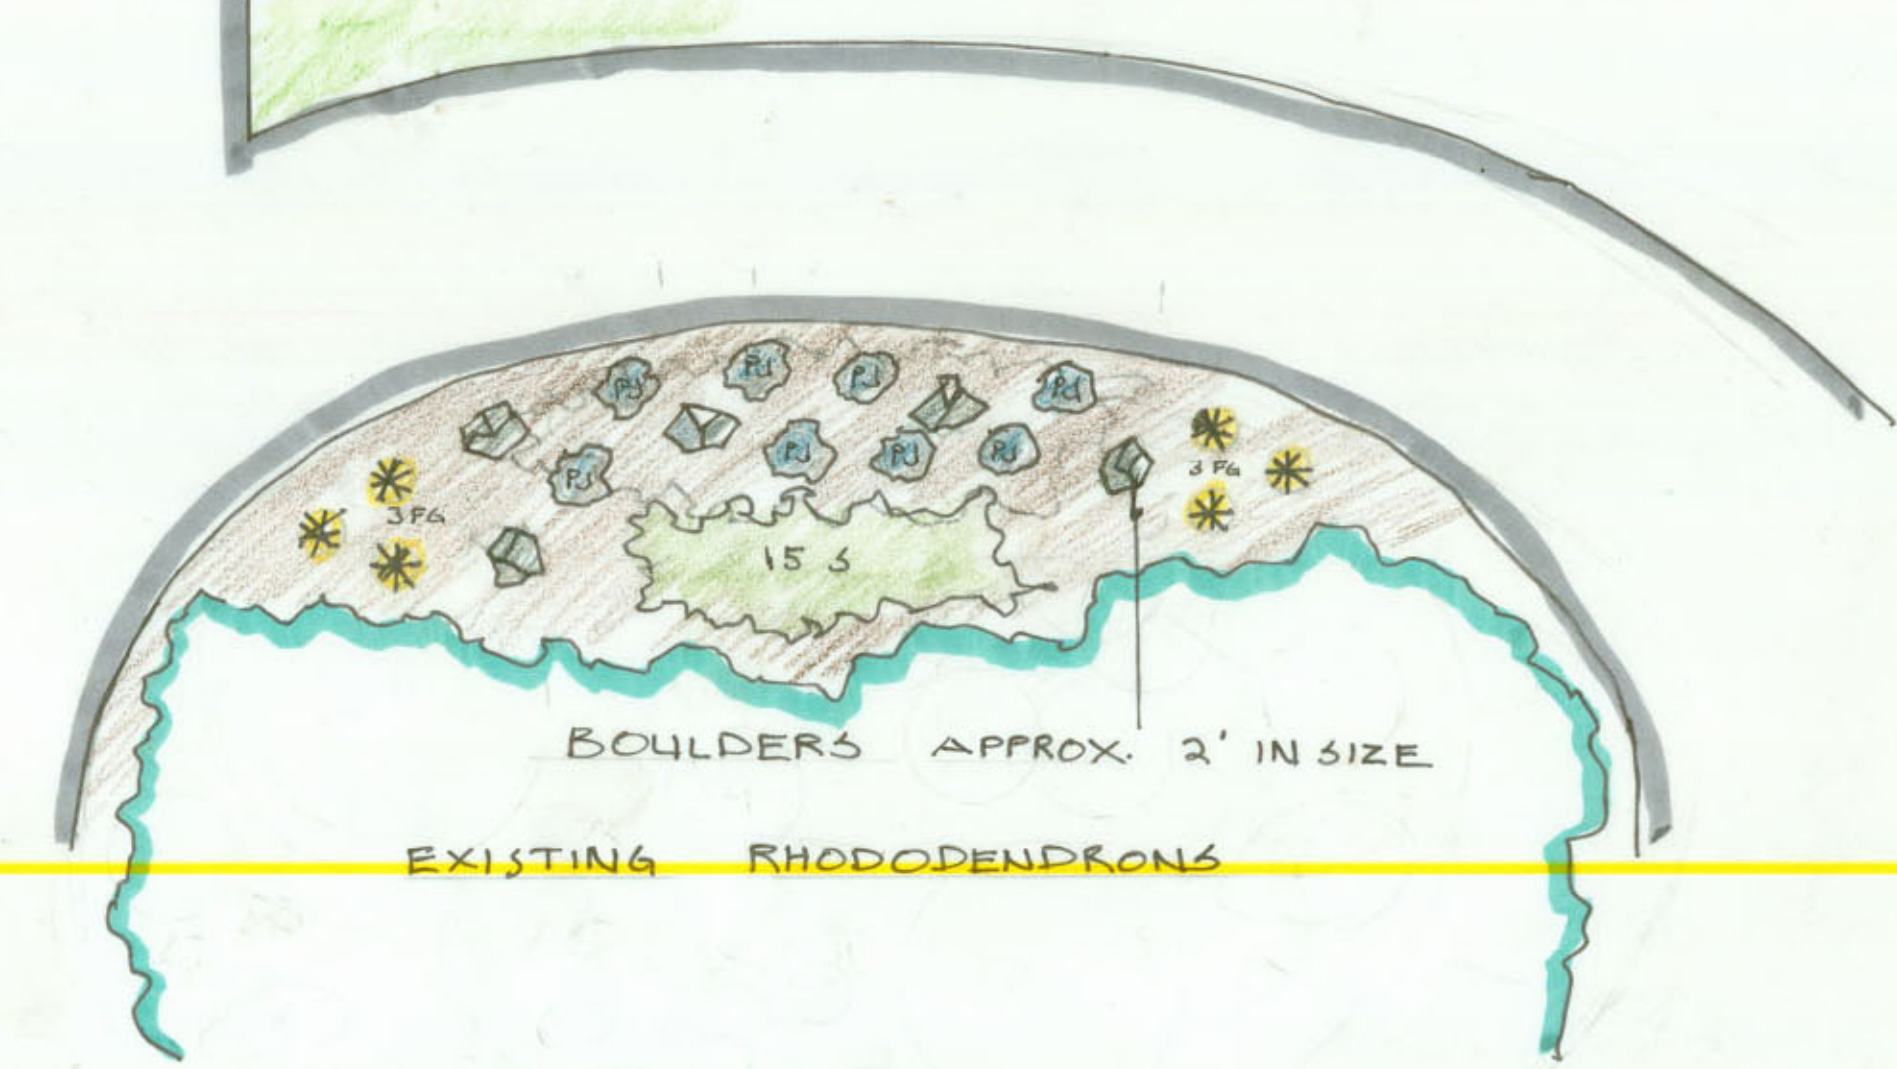 PJ PJ PJ PJ
PJ PJ PJ PJ
3 FG
3 FG
15 S
BOULDERS APPROX. 2' IN SIZE
EXISTING RHODODENDRONS